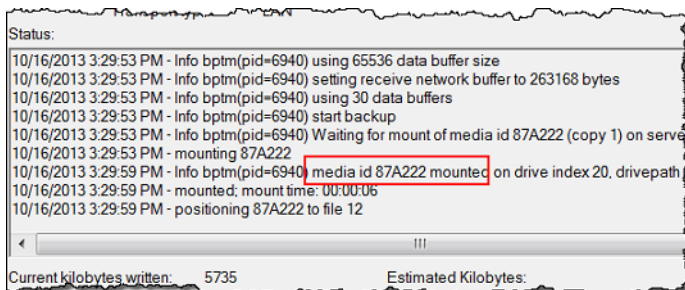 Status:
10/16/2013 3:29:53 PM - Info bptm(pid=6940) using 65536 data buffer size
10/16/2013 3:29:53 PM - Info bptm(pid=6940) setting receive network buffer to 263168 bytes
10/16/2013 3:29:53 PM - Info bptm(pid=6940) using 30 data buffers
10/16/2013 3:29:53 PM - Info bptm(pid=6940) start backup
10/16/2013 3:29:53 PM - Info bptm(pid=6940) Waiting for mount of media id 87A222 (copy 1) on serve
10/16/2013 3:29:53 PM - mounting 87A222
10/16/2013 3:29:59 PM - Info bptm(pid=6940) media id 87A222 mounted on drive index 20, drivepath
10/16/2013 3:29:59 PM - mounted; mount time: 00:00:06
10/16/2013 3:29:59 PM - positioning 87A222 to file 12
Current kilobytes written: 5735 Estimated Kilobytes: